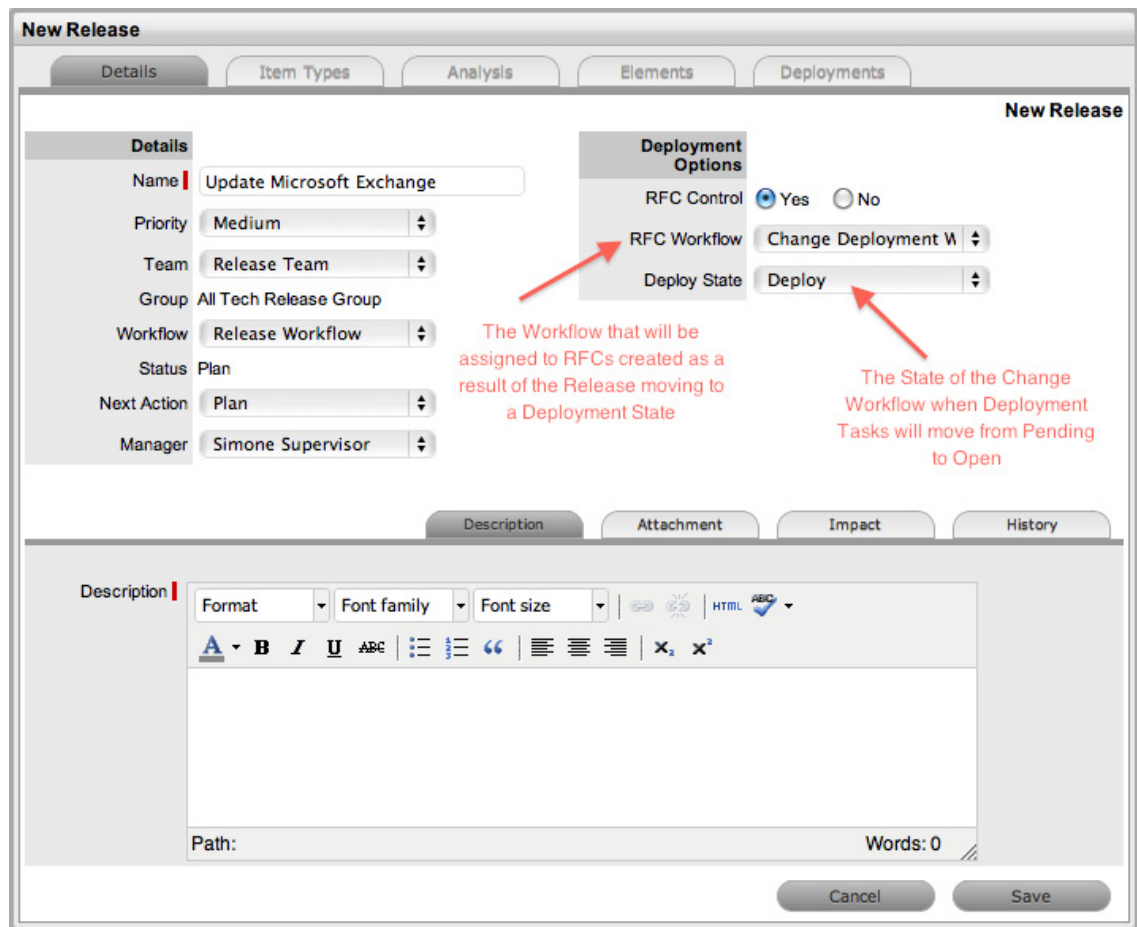 New Release
Details Item Types Analysis Elements Deployments
New Release
Details
Name Update Microsoft Exchange
Priority Medium
Team Release Team
Group All Tech Release Group
Workflow Release Workflow
Status Plan
Next Action Plan
Manager Simone Supervisor
Deployment
Options
RFC Control Yes No
RFC Workflow Change Deployment W
Deploy State Deploy
The Workflow that will be
assigned to RFCs created as a
result of the Release moving to
a Deployment State
The State of the Change
Workflow when Deployment
Tasks will move from Pending
to Open
Description Attachment Impact History
Description
Format Font family Font size HTML ABC
A B I U ABC “ x₂ x²
Path: Words: 0
Cancel Save